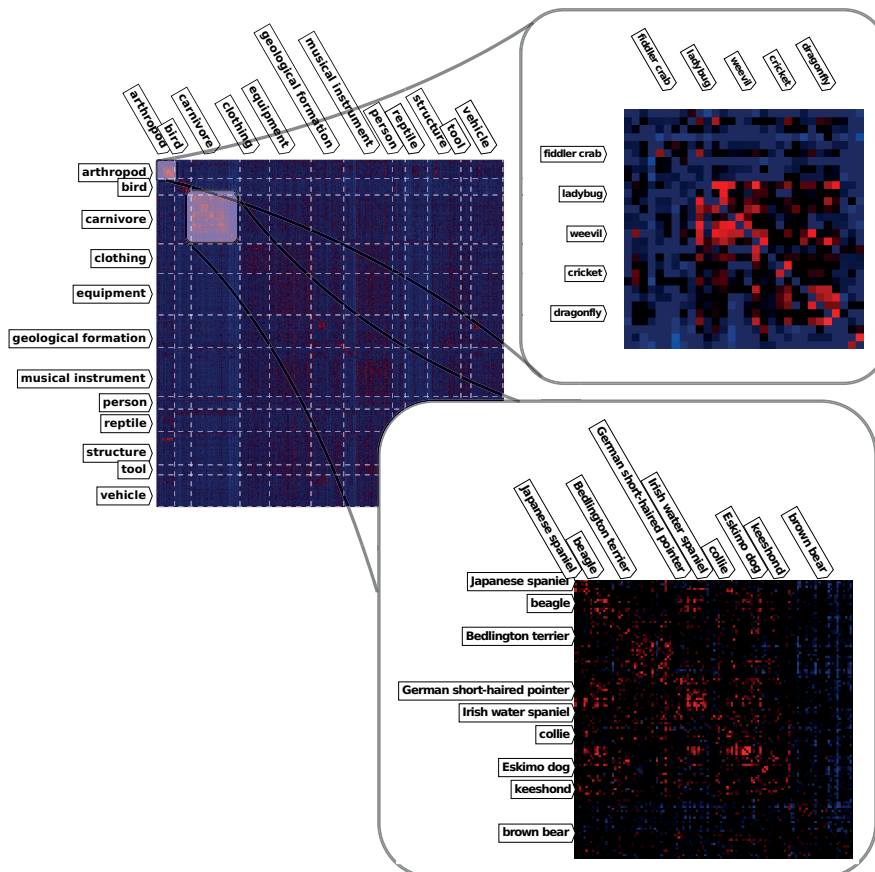 arthropod
bird
carnivore
clothing
equipment
geological formation
musical instrument
person
reptile
structure
tool
vehicle
arthropod
bird
carnivore
clothing
equipment
geological formation
musical instrument
person
reptile
structure
tool
vehicle
fiddler crab
ladybug
weevil
cricket
dragonfly
fiddler crab
ladybug
weevil
cricket
dragonfly
Japanese spaniel
beagle
Bedlington terrier
German short-haired pointer
Irish water spaniel
collie
Eskimo dog
keeshond
brown bear
Japanese spaniel
beagle
Bedlington terrier
German short-haired pointer
Irish water spaniel
collie
Eskimo dog
keeshond
brown bear